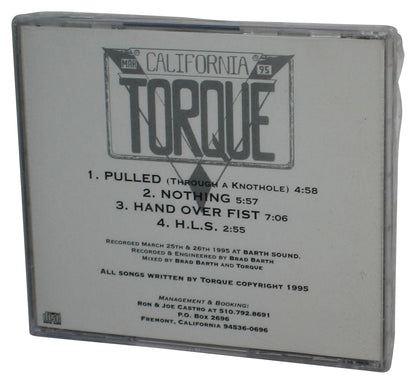 CALIFORNIA
MAR 95
TORQUE
1. PULLED (THROUGH A KNOTHOLE) 4:58
2. NOTHING 5:57
3. HAND OVER FIST 7:06
4. H.L.S. 2:55
RECORDED MARCH 25TH & 26TH 1995 AT BARTH SOUND.
RECORDED & ENGINEERED BY BRAD BARTH
MIXED BY BRAD BARTH AND TORQUE
ALL SONGS WRITTEN BY TORQUE COPYRIGHT 1995
MANAGEMENT & BOOKING:
RON & JOE CASTRO AT 510.792.8691
P.O. BOX 2696
FREMONT, CALIFORNIA 94536-0696